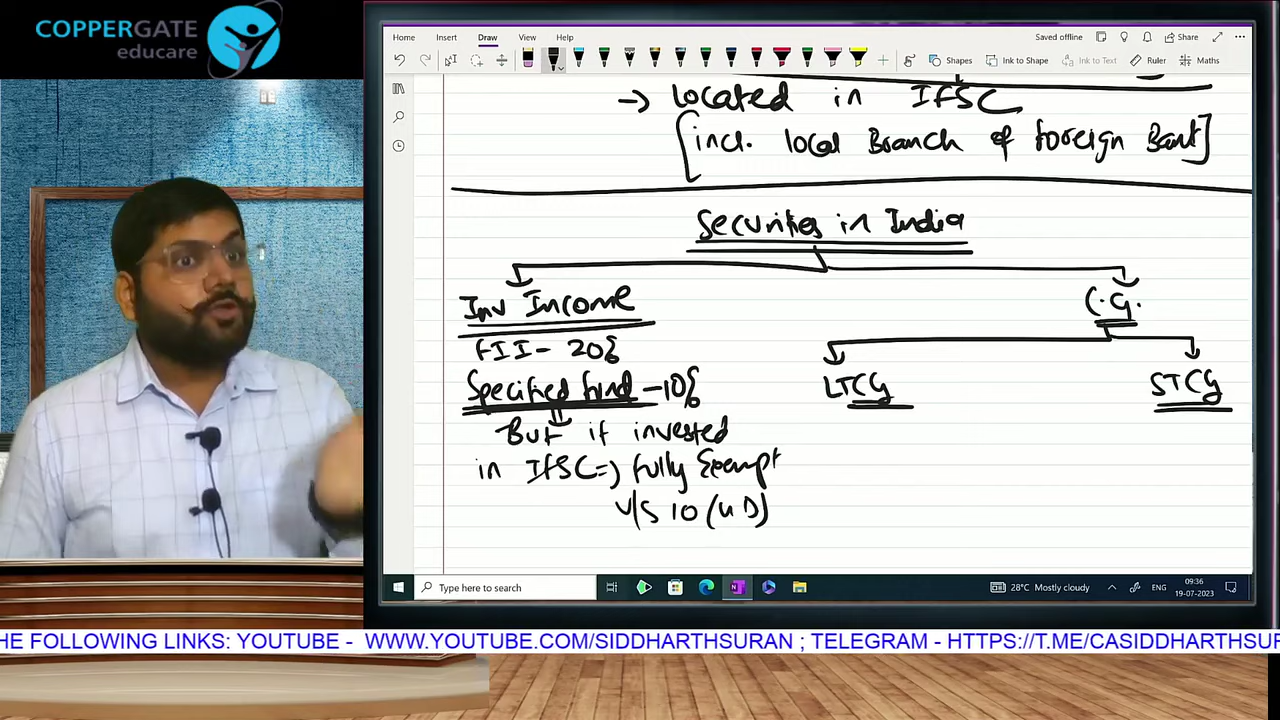 COPPERGATE
educare
Home Insert Draw View Help
Saved offline
Share
Shapes
Ink to Shape
Ink to Text
Ruler
Maths
→ located in IFSC
[incl. local Branch of foreign Bank]
Securities in India
Inv Income
C.G.
FII - 20%
LTCG
STCG
Specified fund - 10%
But if invested
in IFSC => fully Exempt
u/s 10(4D)
Type here to search
28°C Mostly cloudy
ENG
09:36
19-07-2023
HE FOLLOWING LINKS: YOUTUBE - WWW.YOUTUBE.COM/SIDDHARTHSURAN ; TELEGRAM - HTTPS://T.ME/CASIDDHARTHSUR